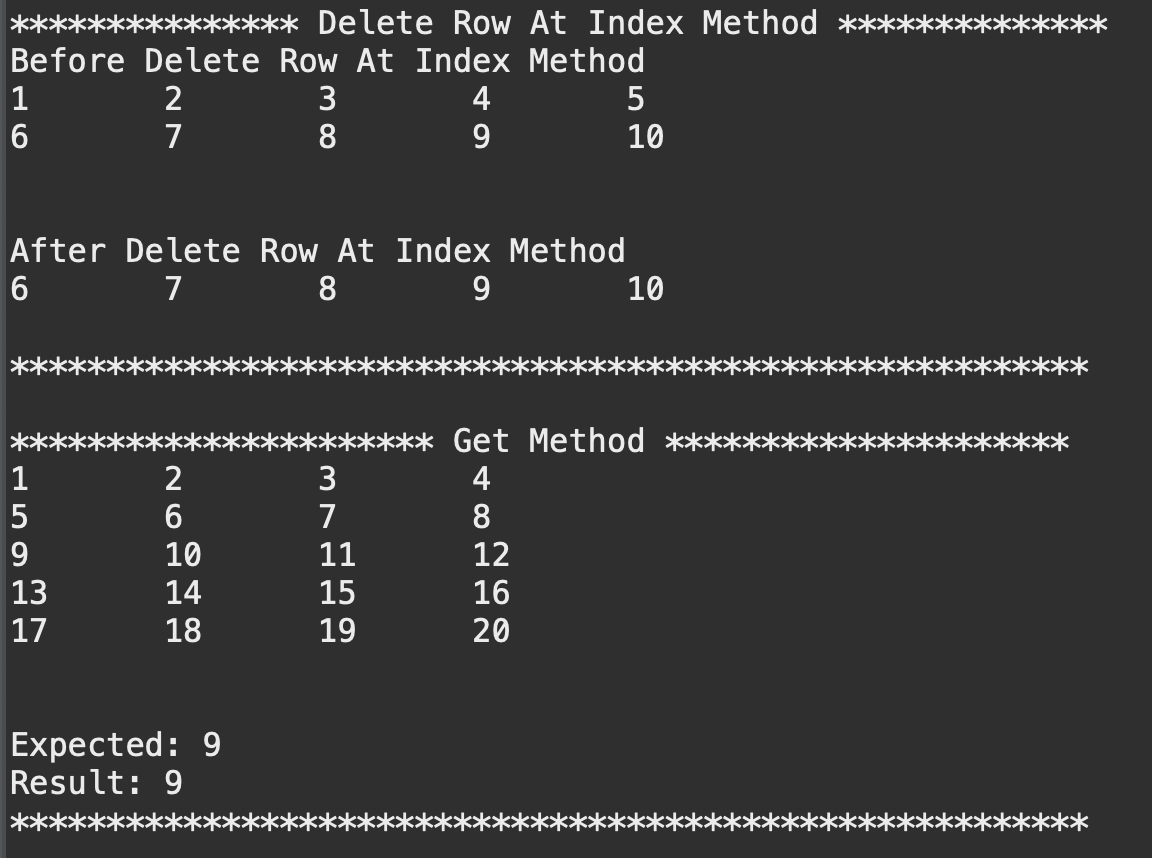 *************** Delete Row At Index Method **************
Before Delete Row At Index Method
1 2 3 4 5
6 7 8 9 10
After Delete Row At Index Method
6 7 8 9 10
********************************************************
********************** Get Method *********************
1 2 3 4
5 6 7 8
9 10 11 12
13 14 15 16
17 18 19 20
Expected: 9
Result: 9
********************************************************